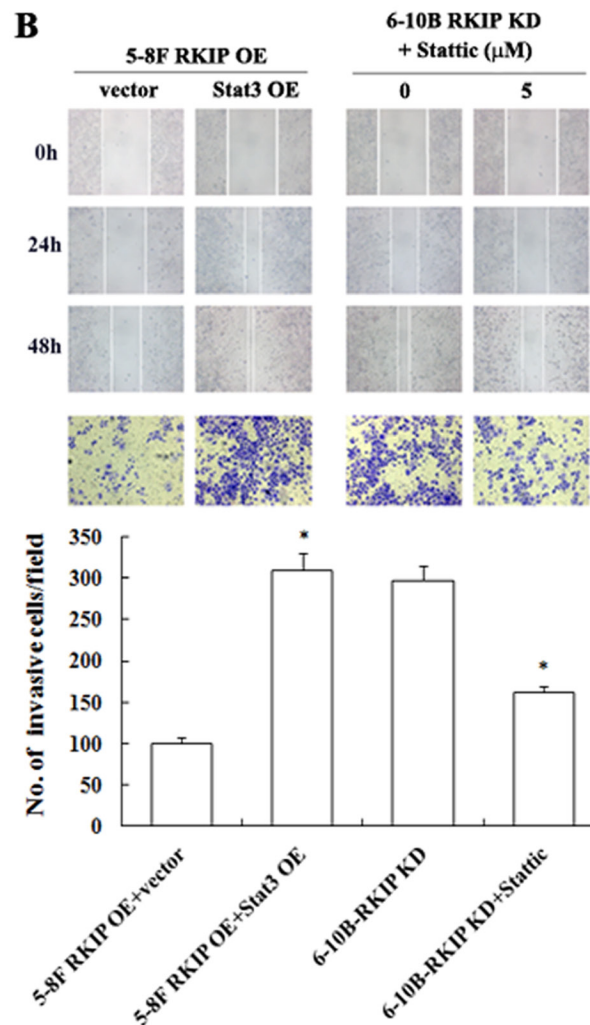 B
5-8F RKIP OE
6-10B RKIP KD
+ Stattic (μM)
vector
Stat3 OE
0
5
0h
24h
48h
No. of invasive cells/field
350
300
250
200
150
100
50
0
*
*
5-8F RKIP OE+vector
5-8F RKIP OE+Stat3 OE
6-10B-RKIP KD
6-10B-RKIP KD+Stattic